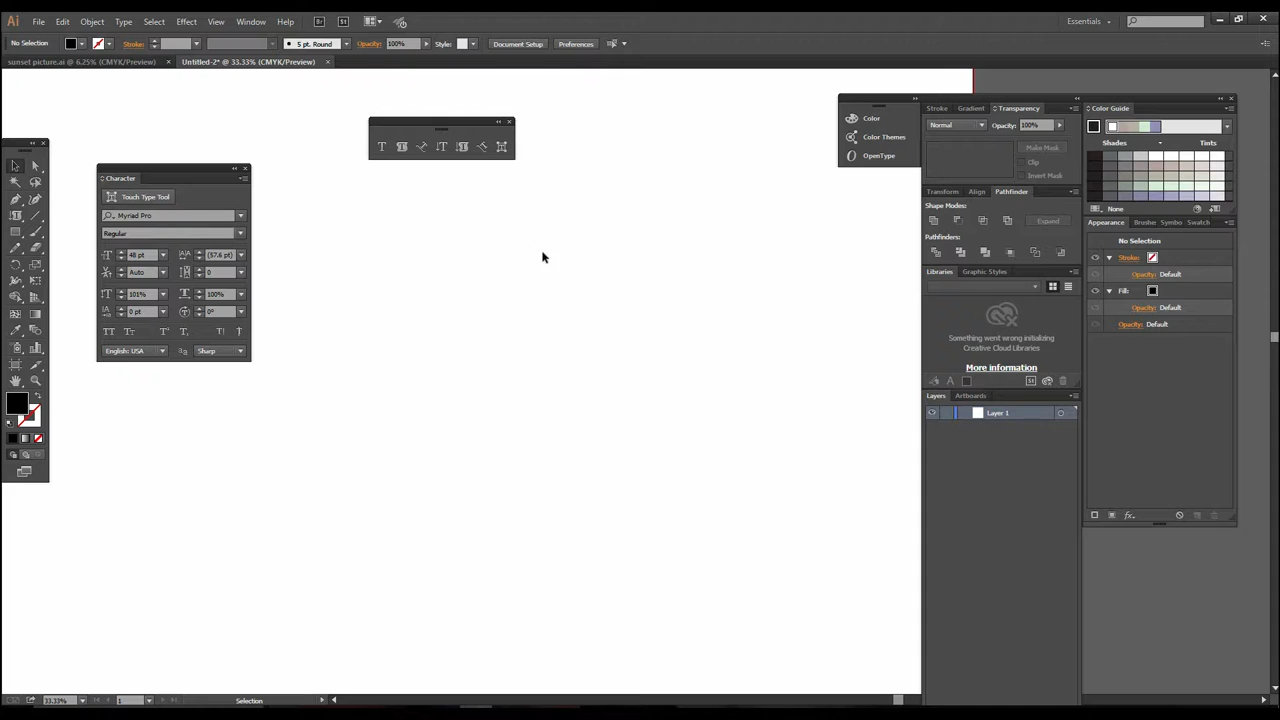 Ai File Edit Object Type Select Effect View Window Help Br St Essentials
No Selection Stroke: 5 pt. Round Opacity: 100% Style: Document Setup Preferences
sunset picture.ai @ 6.25% (CMYK/Preview) × Untitled-2* @ 33.33% (CMYK/Preview) ×
Character
Touch Type Tool
Myriad Pro
Regular
48 pt (57.6 pt)
Auto 0
101% 100%
0 pt 0°
English: USA Sharp
Color
Color Themes
OpenType
Stroke Gradient Transparency
Normal Opacity: 100%
Make Mask
Clip
Invert Mask
Transform Align Pathfinder
Shape Modes:
Expand
Pathfinders:
Libraries Graphic Styles
Something went wrong initializing
Creative Cloud Libraries
More information
Layers Artboards
Layer 1
Color Guide
Shades Tints
None
Appearance Brushe Symbo Swatch
No Selection
Stroke:
Opacity: Default
Fill:
Opacity: Default
Opacity: Default
33.33% 1 Selection